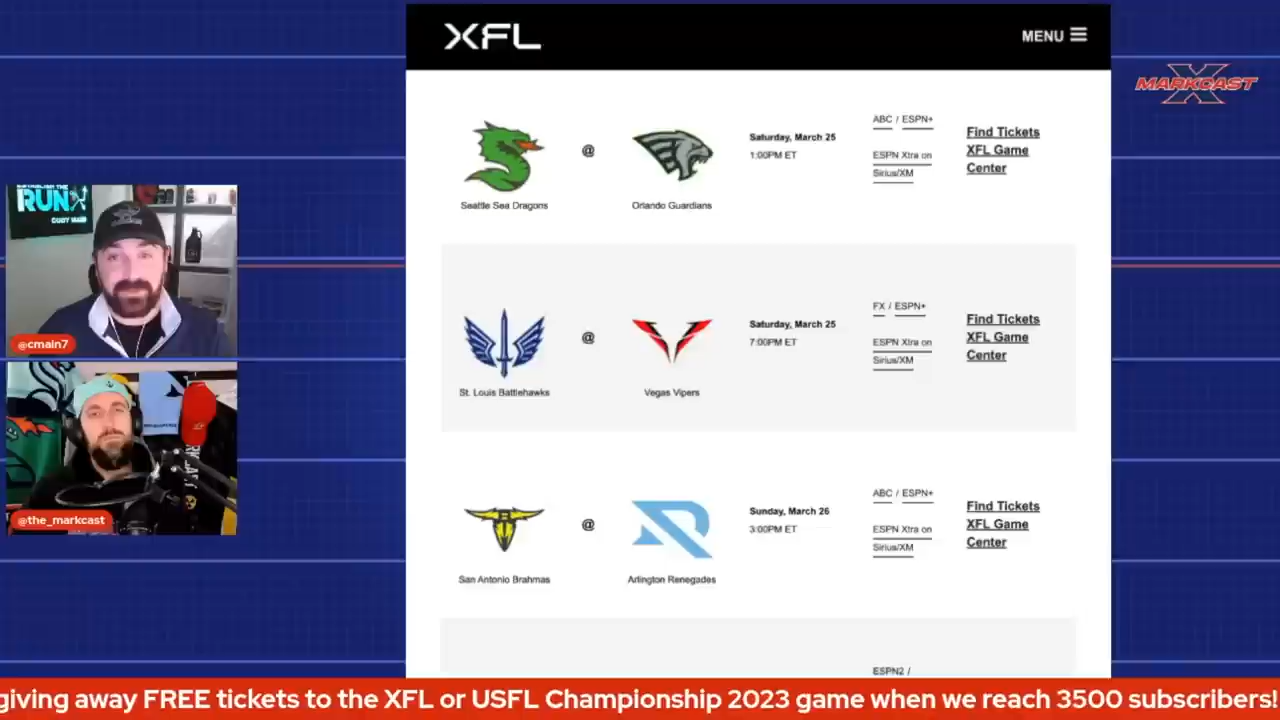 XFL
MENU
MARKCAST
Seattle Sea Dragons
@
Orlando Guardians
Saturday, March 25
1:00PM ET
ABC / ESPN+
ESPN Xtra on
Sirius/XM
Find Tickets
XFL Game
Center
St. Louis Battlehawks
@
Vegas Vipers
Saturday, March 25
7:00PM ET
FX / ESPN+
ESPN Xtra on
Sirius/XM
Find Tickets
XFL Game
Center
San Antonio Brahmas
@
Arlington Renegades
Sunday, March 26
3:00PM ET
ABC / ESPN+
ESPN Xtra on
Sirius/XM
Find Tickets
XFL Game
Center
ESPN2 /
ESTABLISH THE
RUN
CODY MAIN
@cmain7
@the_markcast
giving away FREE tickets to the XFL or USFL Championship 2023 game when we reach 3500 subscribers!